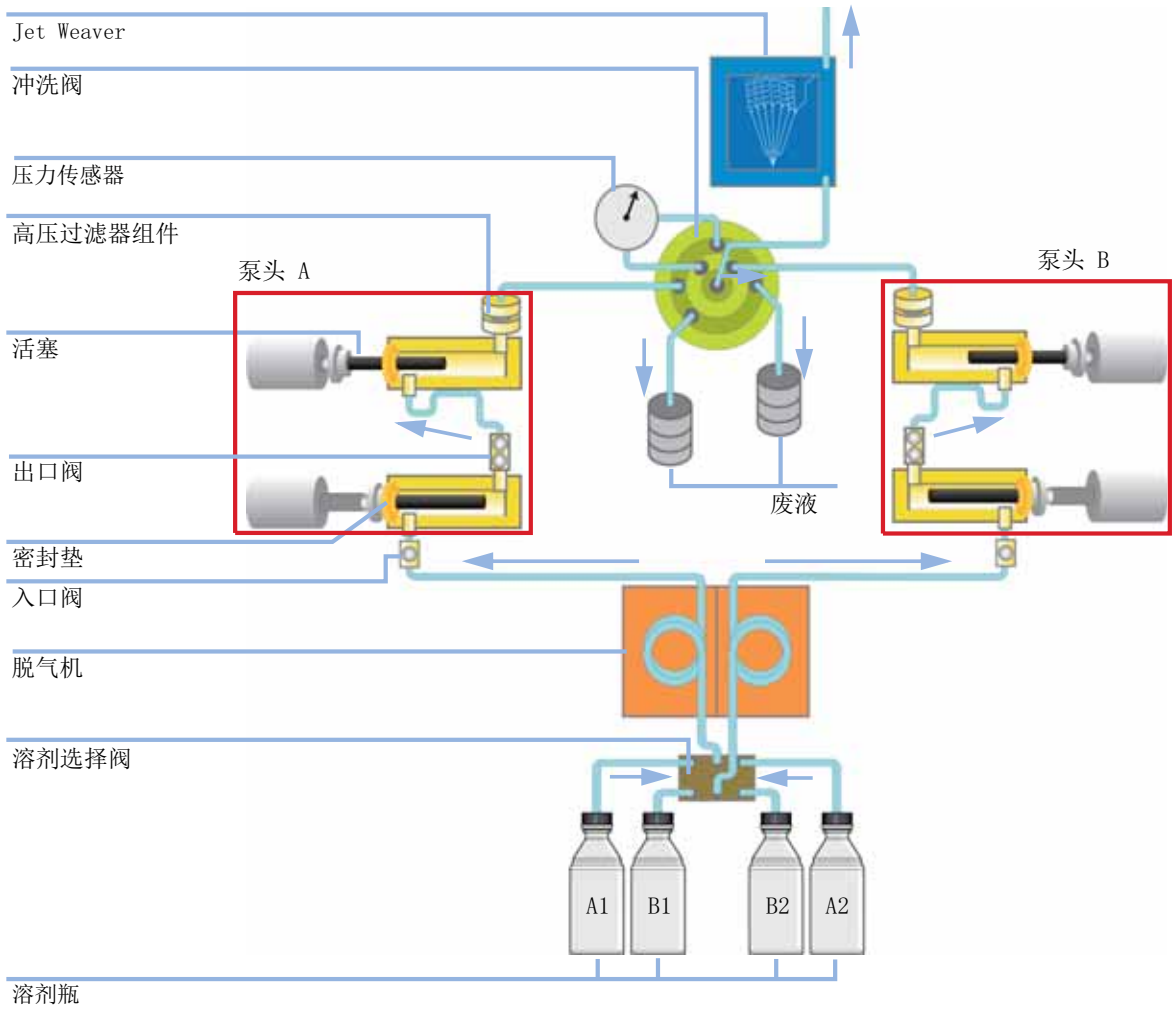 Jet Weaver
冲洗阀
压力传感器
高压过滤器组件
泵头 A
泵头 B
活塞
出口阀
废液
密封垫
入口阀
脱气机
溶剂选择阀
A1
B1
B2
A2
溶剂瓶